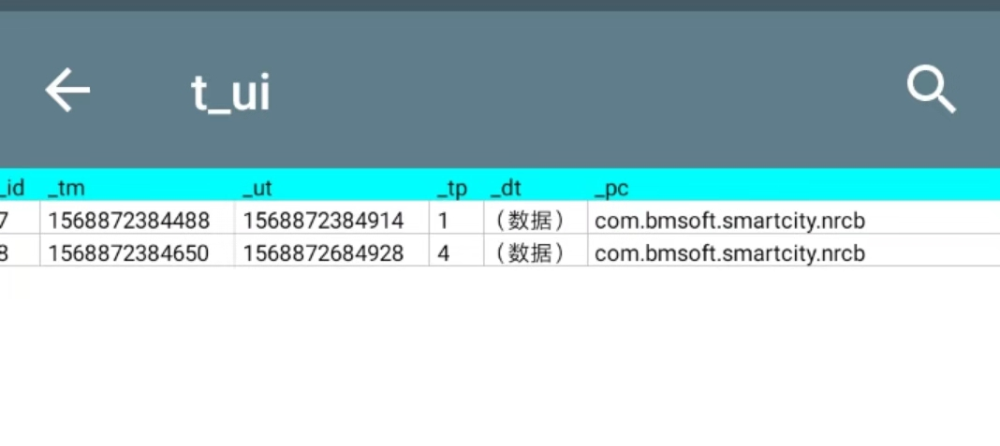 t_ui
_id _tm _ut _tp _dt _pc
7 1568872384488 1568872384914 1 （数据） com.bmsoft.smartcity.nrcb
8 1568872384650 1568872684928 4 （数据） com.bmsoft.smartcity.nrcb